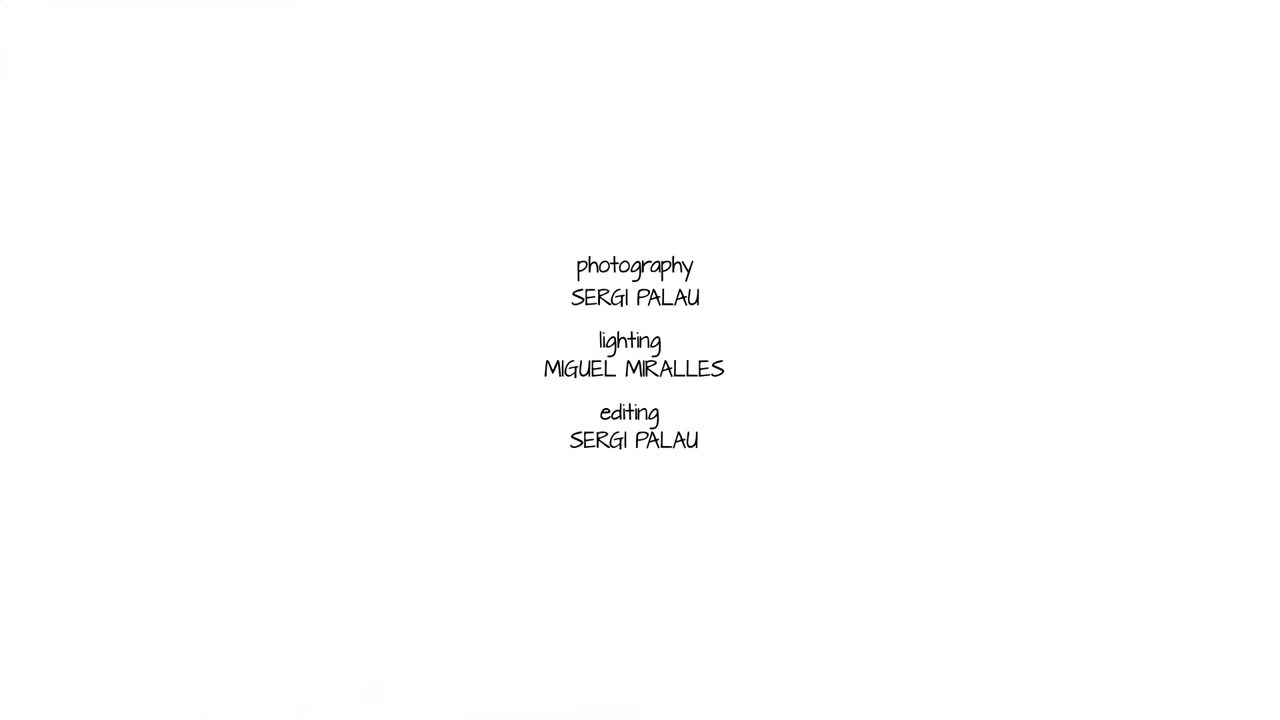 photography
SERGI PALAU
lighting
MIGUEL MIRALLES
editing
SERGI PALAU